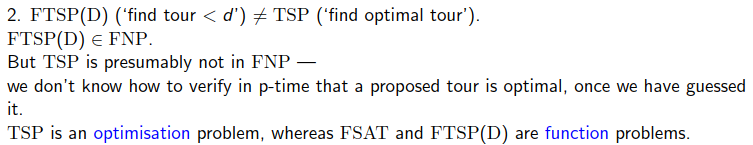 2. FTSP(D) (‘find tour < d’) ≠ TSP (‘find optimal tour’).
FTSP(D) ∈ FNP.
But TSP is presumably not in FNP —
we don't know how to verify in p-time that a proposed tour is optimal, once we have guessed
it.
TSP is an optimisation problem, whereas FSAT and FTSP(D) are function problems.